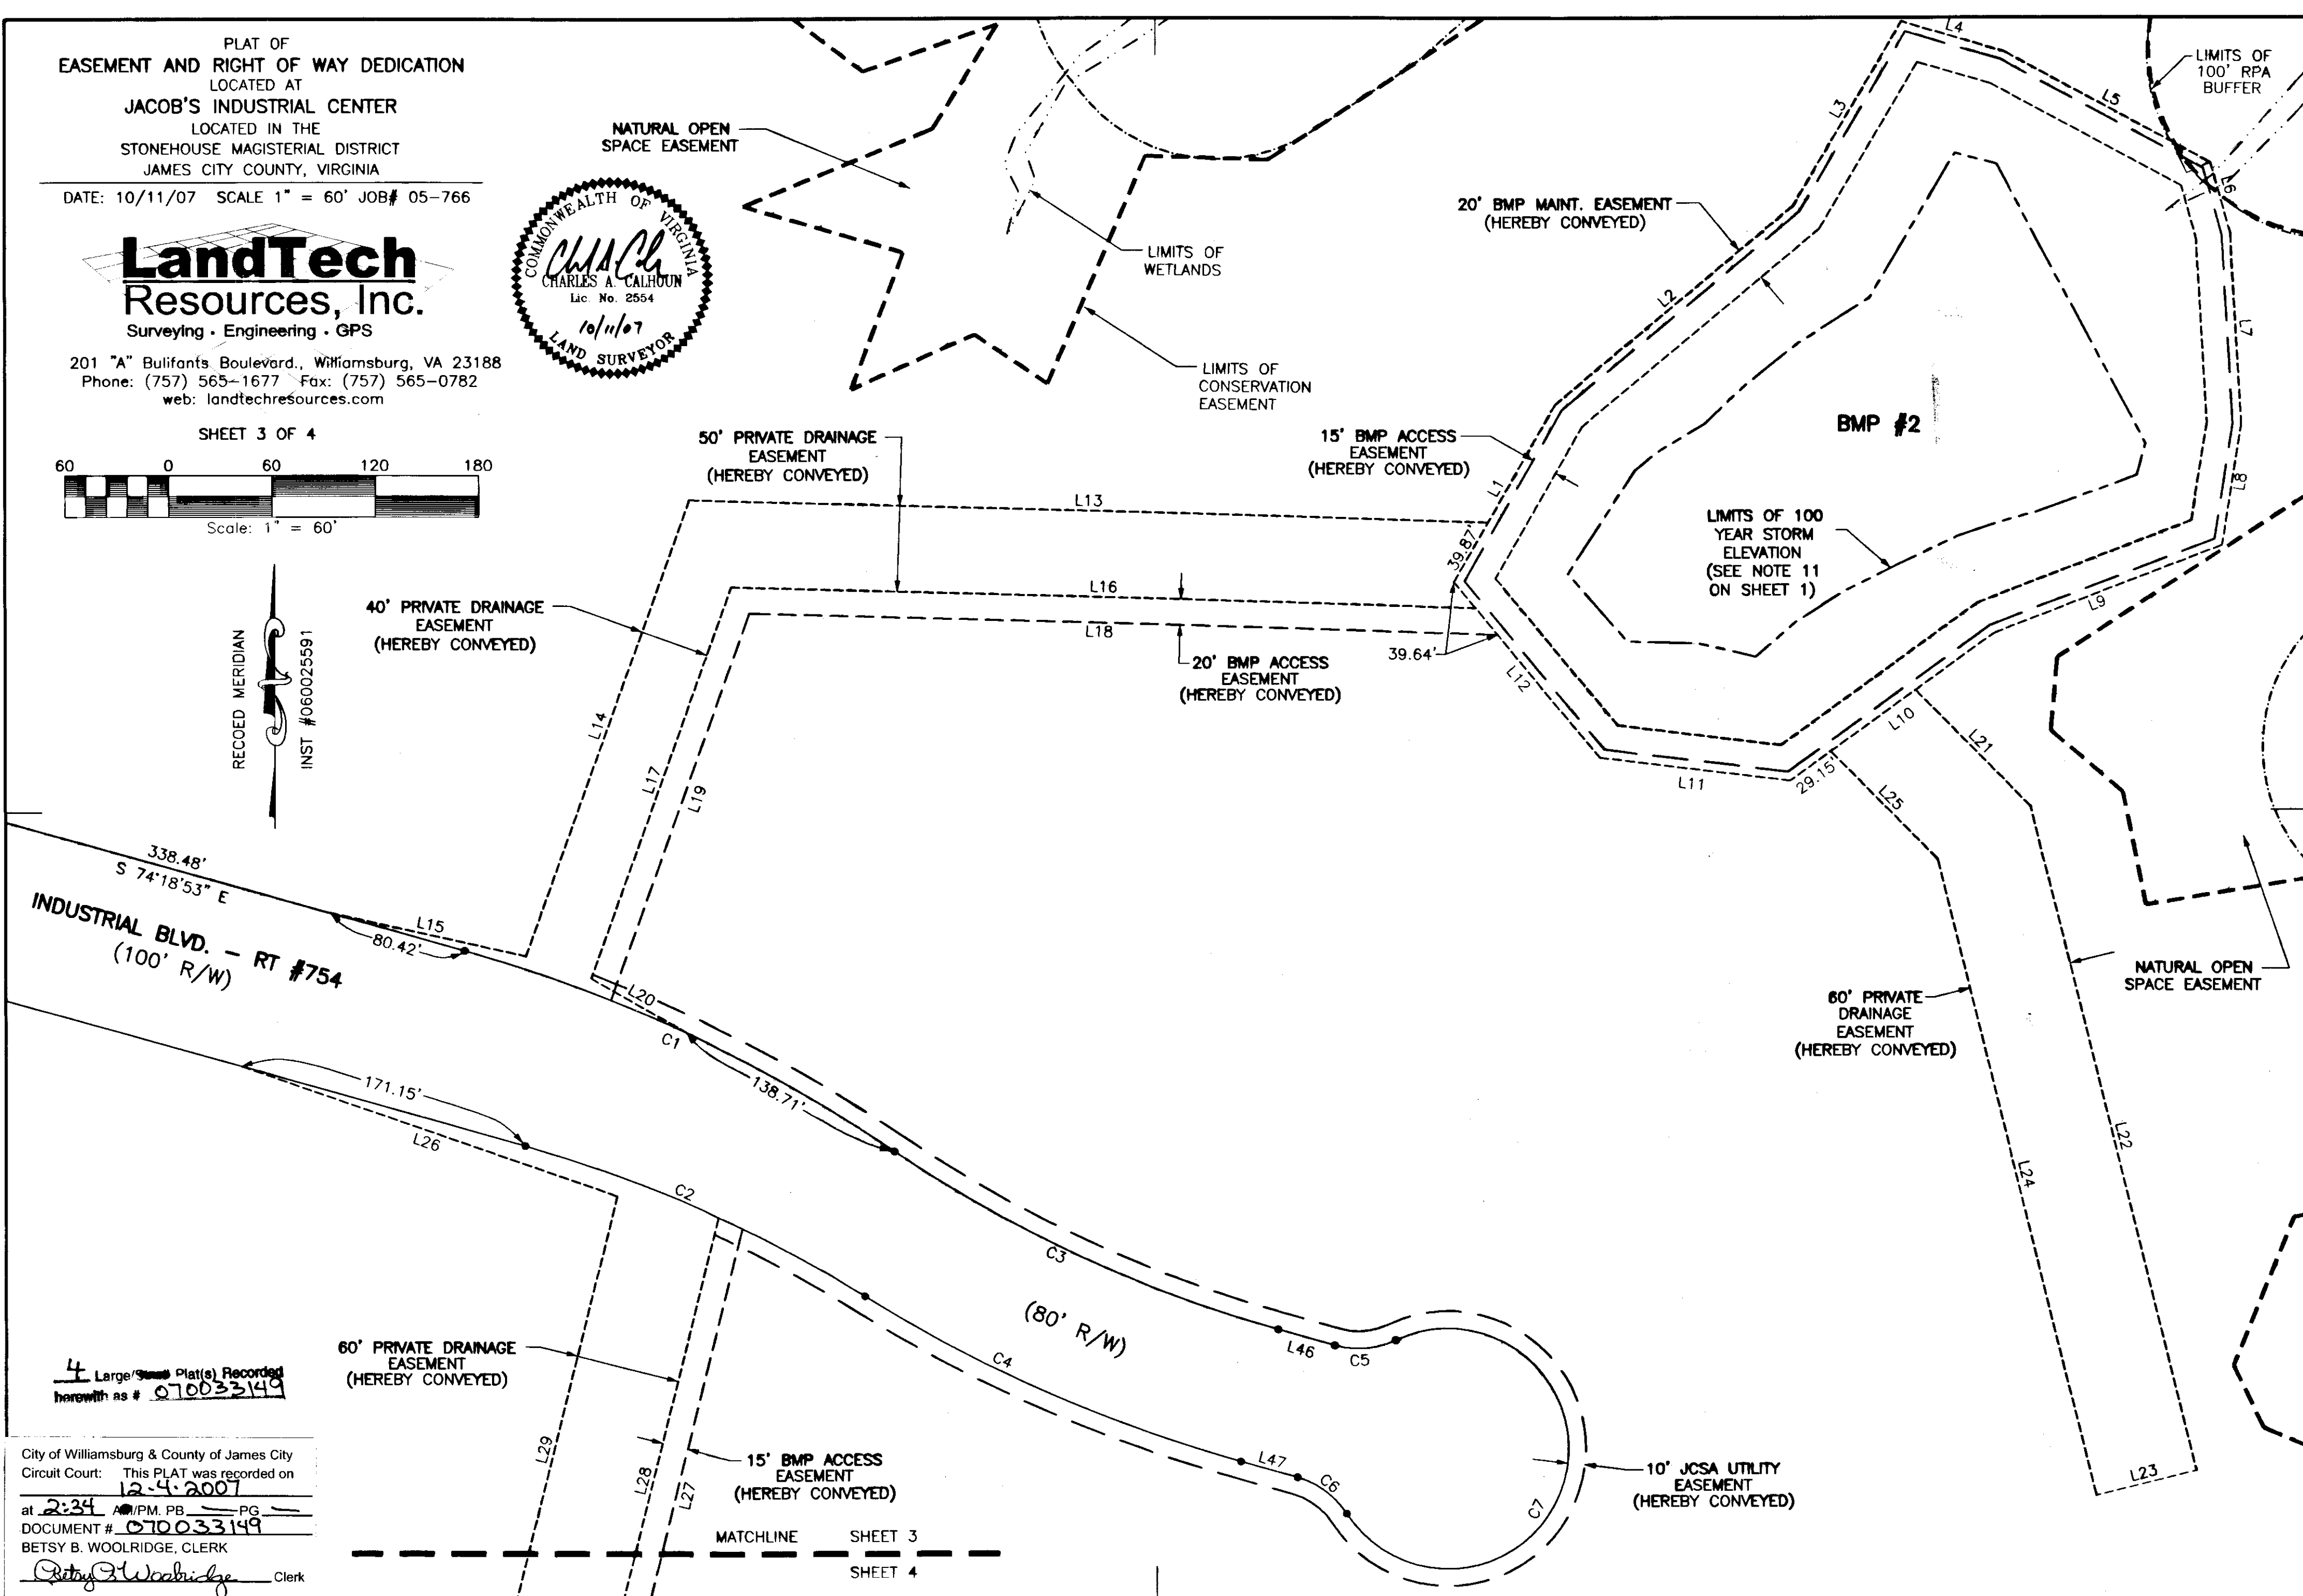 PLAT OF
EASEMENT AND RIGHT OF WAY DEDICATION
LOCATED AT
JACOB'S INDUSTRIAL CENTER
LOCATED IN THE
STONEHOUSE MAGISTERIAL DISTRICT
JAMES CITY COUNTY, VIRGINIA
DATE: 10/11/07 SCALE 1" = 60' JOB# 05-766
LandTech
Resources, Inc.
Surveying • Engineering • GPS
201 "A" Bulifants Boulevard., Williamsburg, VA 23188
Phone: (757) 565-1677 Fax: (757) 565-0782
web: landtechresources.com
SHEET 3 OF 4
60 0 60 120 180
Scale: 1" = 60'
COMMONWEALTH OF VIRGINIA
CHARLES A. CALHOUN
Lic. No. 2554
10/11/07
LAND SURVEYOR
RECODED MERIDIAN
INST #060025591
NATURAL OPEN
SPACE EASEMENT
LIMITS OF
WETLANDS
LIMITS OF
CONSERVATION
EASEMENT
20' BMP MAINT. EASEMENT
(HEREBY CONVEYED)
LIMITS OF
100' RPA
BUFFER
L4
L5
L3
L6
L2
L7
BMP #2
L8
15' BMP ACCESS
EASEMENT
(HEREBY CONVEYED)
L1
LIMITS OF 100
YEAR STORM
ELEVATION
(SEE NOTE 11
ON SHEET 1)
50' PRIVATE DRAINAGE
EASEMENT
(HEREBY CONVEYED)
L13
39.87'
L16
L9
40' PRIVATE DRAINAGE
EASEMENT
(HEREBY CONVEYED)
L18
39.64'
20' BMP ACCESS
EASEMENT
(HEREBY CONVEYED)
L12
L14
L10
L21
L17
L19
L11
29.15'
L25
338.48'
S 74°18'53" E
INDUSTRIAL BLVD. - RT #754
(100' R/W)
L15
80.42'
L20
C1
138.71'
NATURAL OPEN
SPACE EASEMENT
60' PRIVATE
DRAINAGE
EASEMENT
(HEREBY CONVEYED)
171.15'
L26
L22
L24
C2
C3
(80' R/W)
60' PRIVATE DRAINAGE
EASEMENT
(HEREBY CONVEYED)
L46
C5
C4
L29
L28
L27
15' BMP ACCESS
EASEMENT
(HEREBY CONVEYED)
L47
C6
C7
10' JCSA UTILITY
EASEMENT
(HEREBY CONVEYED)
L23
MATCHLINE SHEET 3
SHEET 4
4 Large/Small Plat(s) Recorded
herewith as # 070033149
City of Williamsburg & County of James City
Circuit Court: This PLAT was recorded on
12-4-2007
at 2:34 AM/PM. PB — PG —
DOCUMENT # 070033149
BETSY B. WOOLRIDGE, CLERK
Betsy B Woolridge Clerk